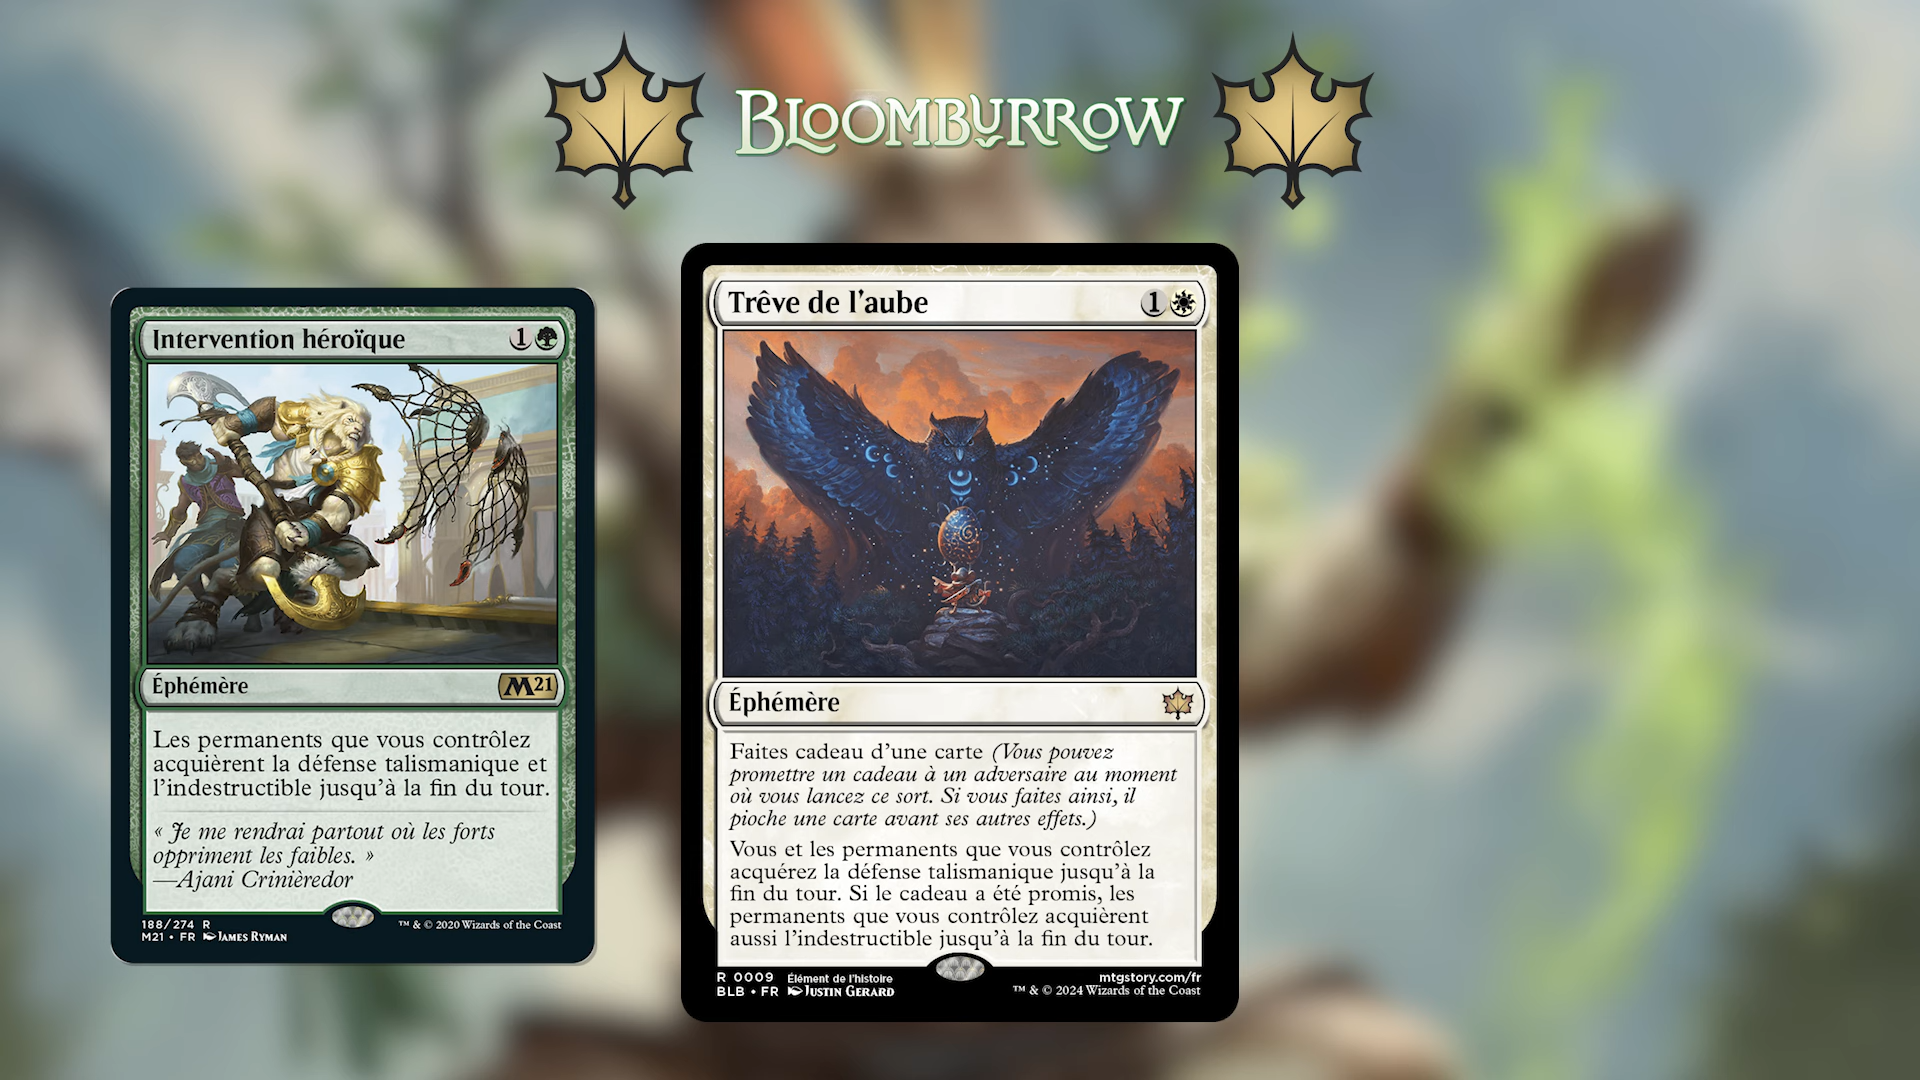 BLOOMBURROW
Intervention héroïque 1
Éphémère M21
Les permanents que vous contrôlez
acquièrent la défense talismanique et
l'indestructible jusqu'à la fin du tour.
« Je me rendrai partout où les forts
oppriment les faibles. »
—Ajani Crinièredor
188/274 R
M21 • FR James Ryman
™ & © 2020 Wizards of the Coast
Trêve de l'aube 1
Éphémère
Faites cadeau d'une carte (Vous pouvez
promettre un cadeau à un adversaire au moment
où vous lancez ce sort. Si vous faites ainsi, il
pioche une carte avant ses autres effets.)
Vous et les permanents que vous contrôlez
acquérez la défense talismanique jusqu'à la
fin du tour. Si le cadeau a été promis, les
permanents que vous contrôlez acquièrent
aussi l'indestructible jusqu'à la fin du tour.
R 0009 Élément de l'histoire
BLB • FR Justin Gerard
mtgstory.com/fr
™ & © 2024 Wizards of the Coast